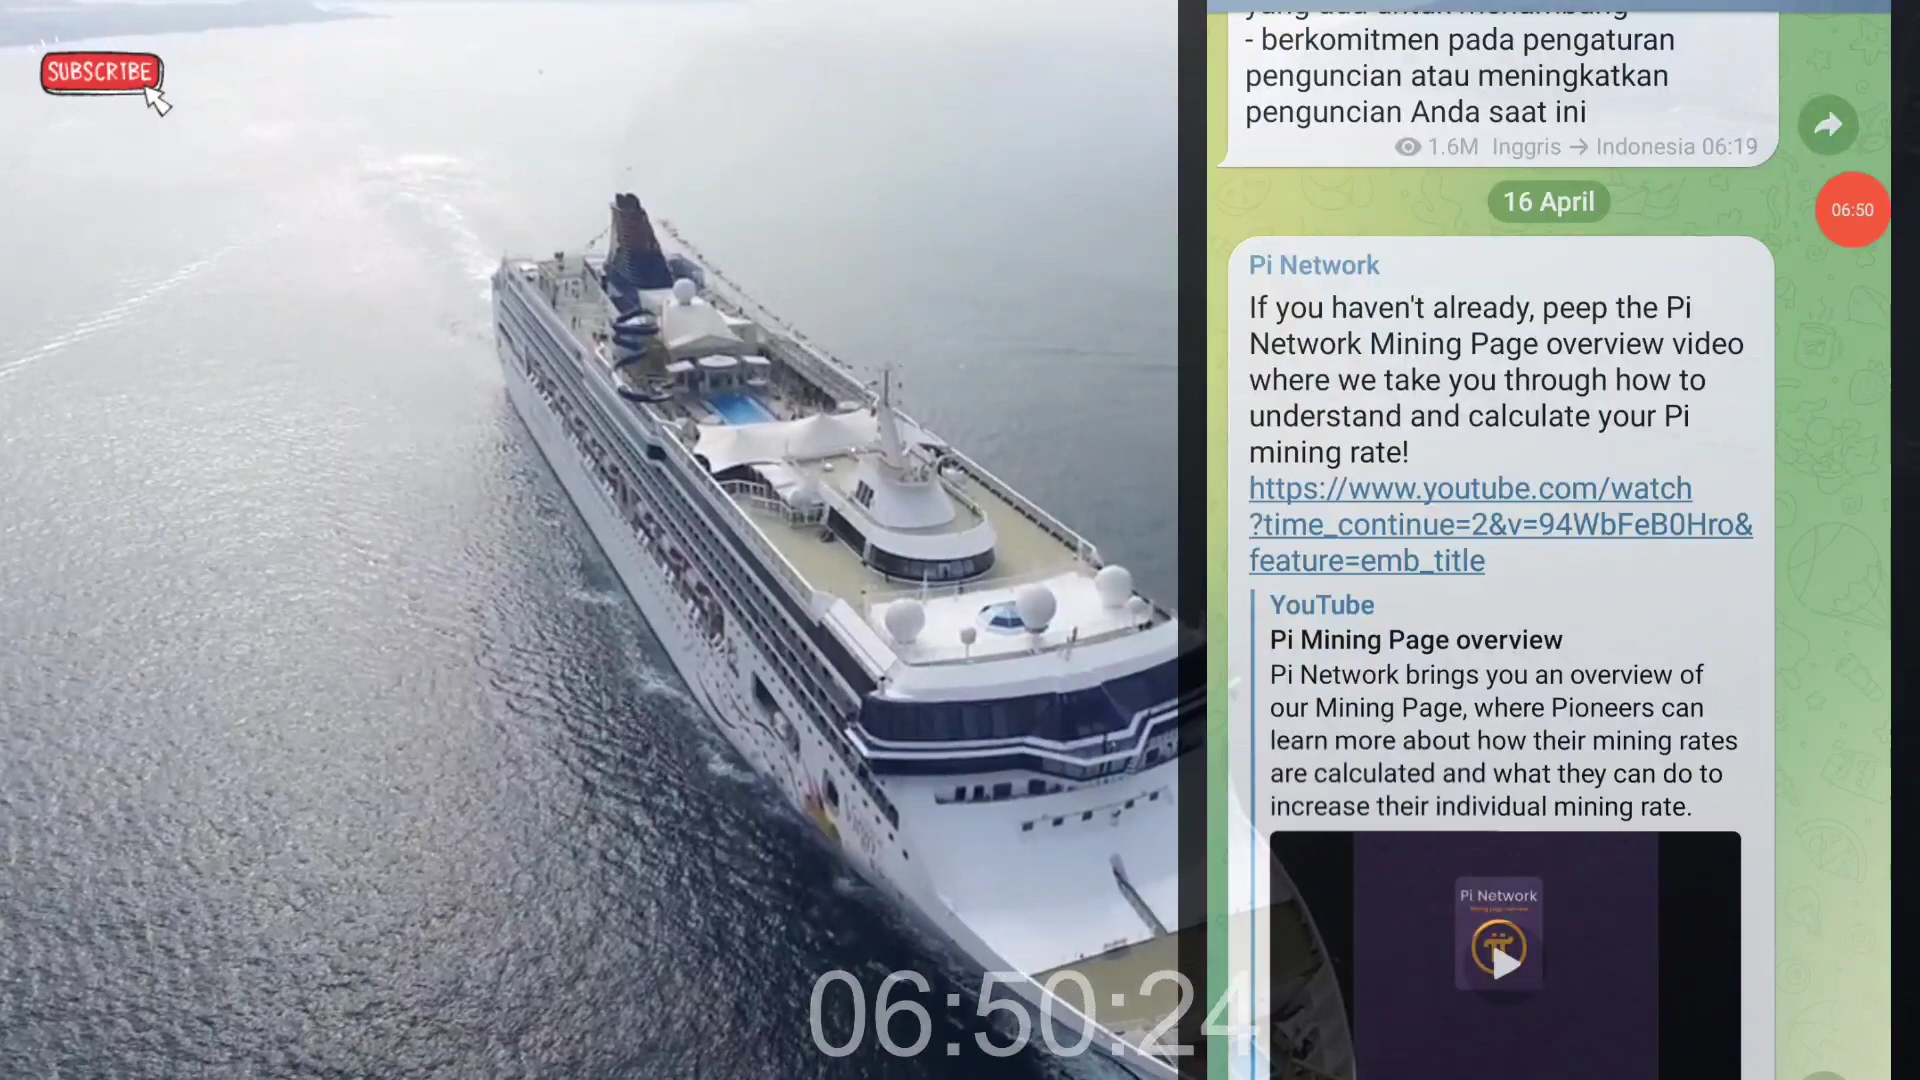 SUBSCRIBE
- berkomitmen pada pengaturan
penguncian atau meningkatkan
penguncian Anda saat ini
1.6M Inggris → Indonesia 06:19
16 April
06:50
Pi Network
If you haven't already, peep the Pi
Network Mining Page overview video
where we take you through how to
understand and calculate your Pi
mining rate!
https://www.youtube.com/watch
?time_continue=2&v=94WbFeB0Hro&
feature=emb_title
YouTube
Pi Mining Page overview
Pi Network brings you an overview of
our Mining Page, where Pioneers can
learn more about how their mining rates
are calculated and what they can do to
increase their individual mining rate.
Pi Network
06:50:24